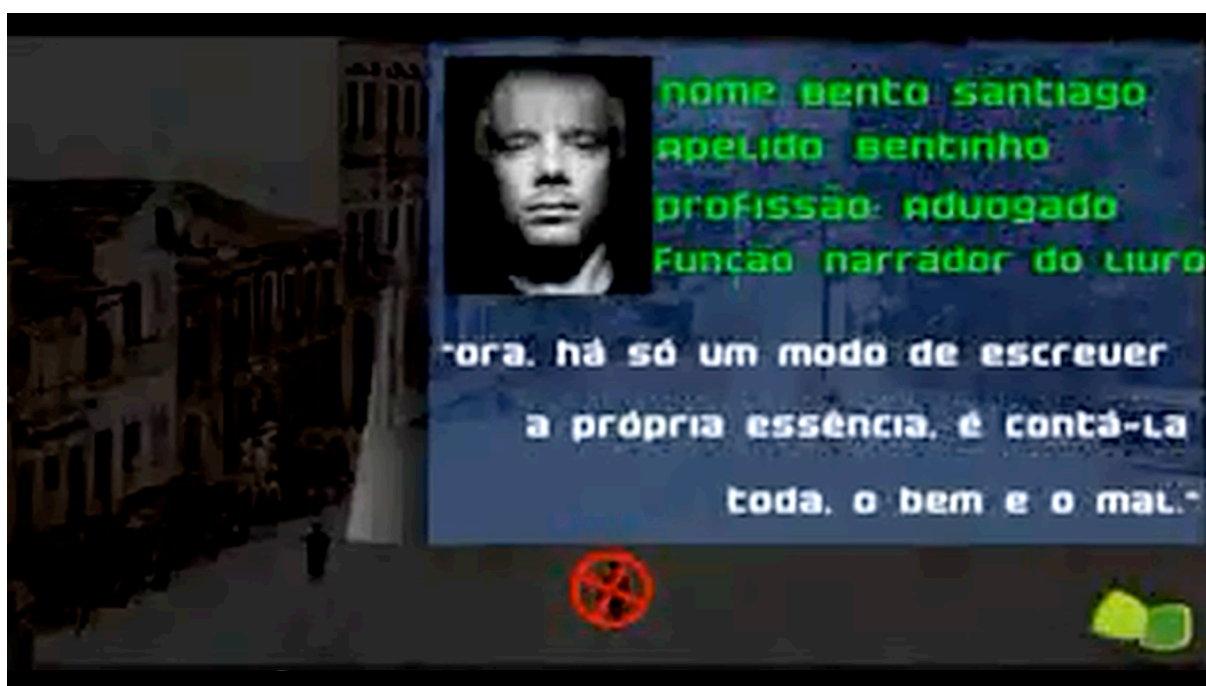 nome Bento Santiago
Apelido Bentinho
profissão: Advogado
Função narrador do Livro
"ora, há só um modo de escrever
a própria essência, é contá-la
toda, o bem e o mal."